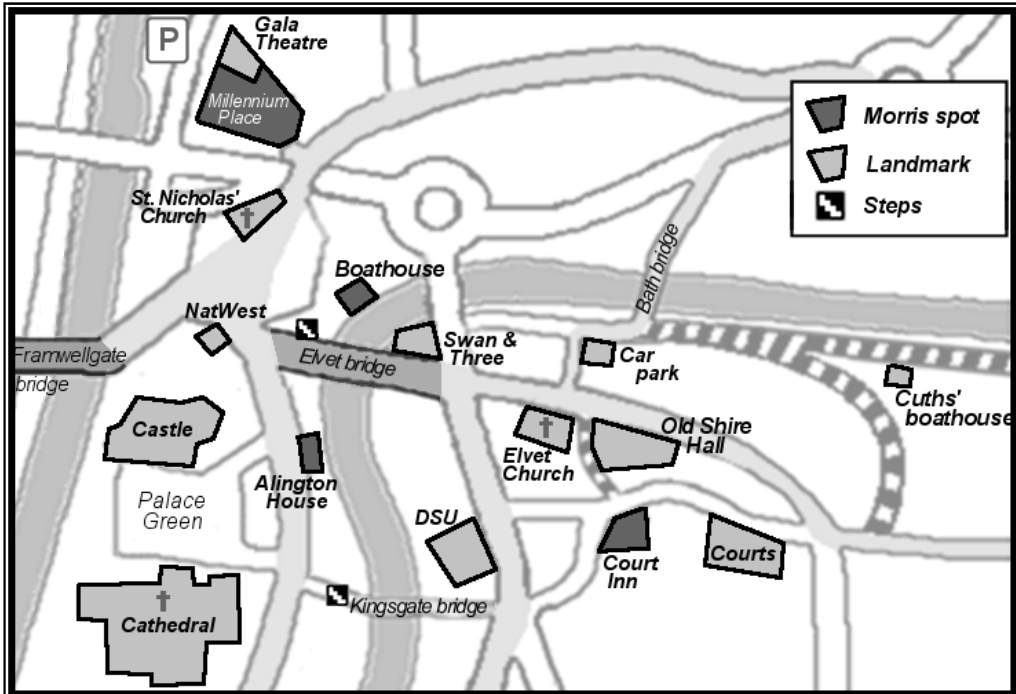 P
Gala
Theatre
Millennium
Place
Morris spot
Landmark
Steps
St. Nicholas'
Church
Boathouse
Bath bridge
NatWest
Framwellgate
bridge
Elvet bridge
Swan &
Three
Car
park
Cuths'
boathouse
Castle
Old Shire
Hall
Elvet
Church
Alington
House
Palace
Green
DSU
Court
Inn
Courts
Kingsgate bridge
Cathedral